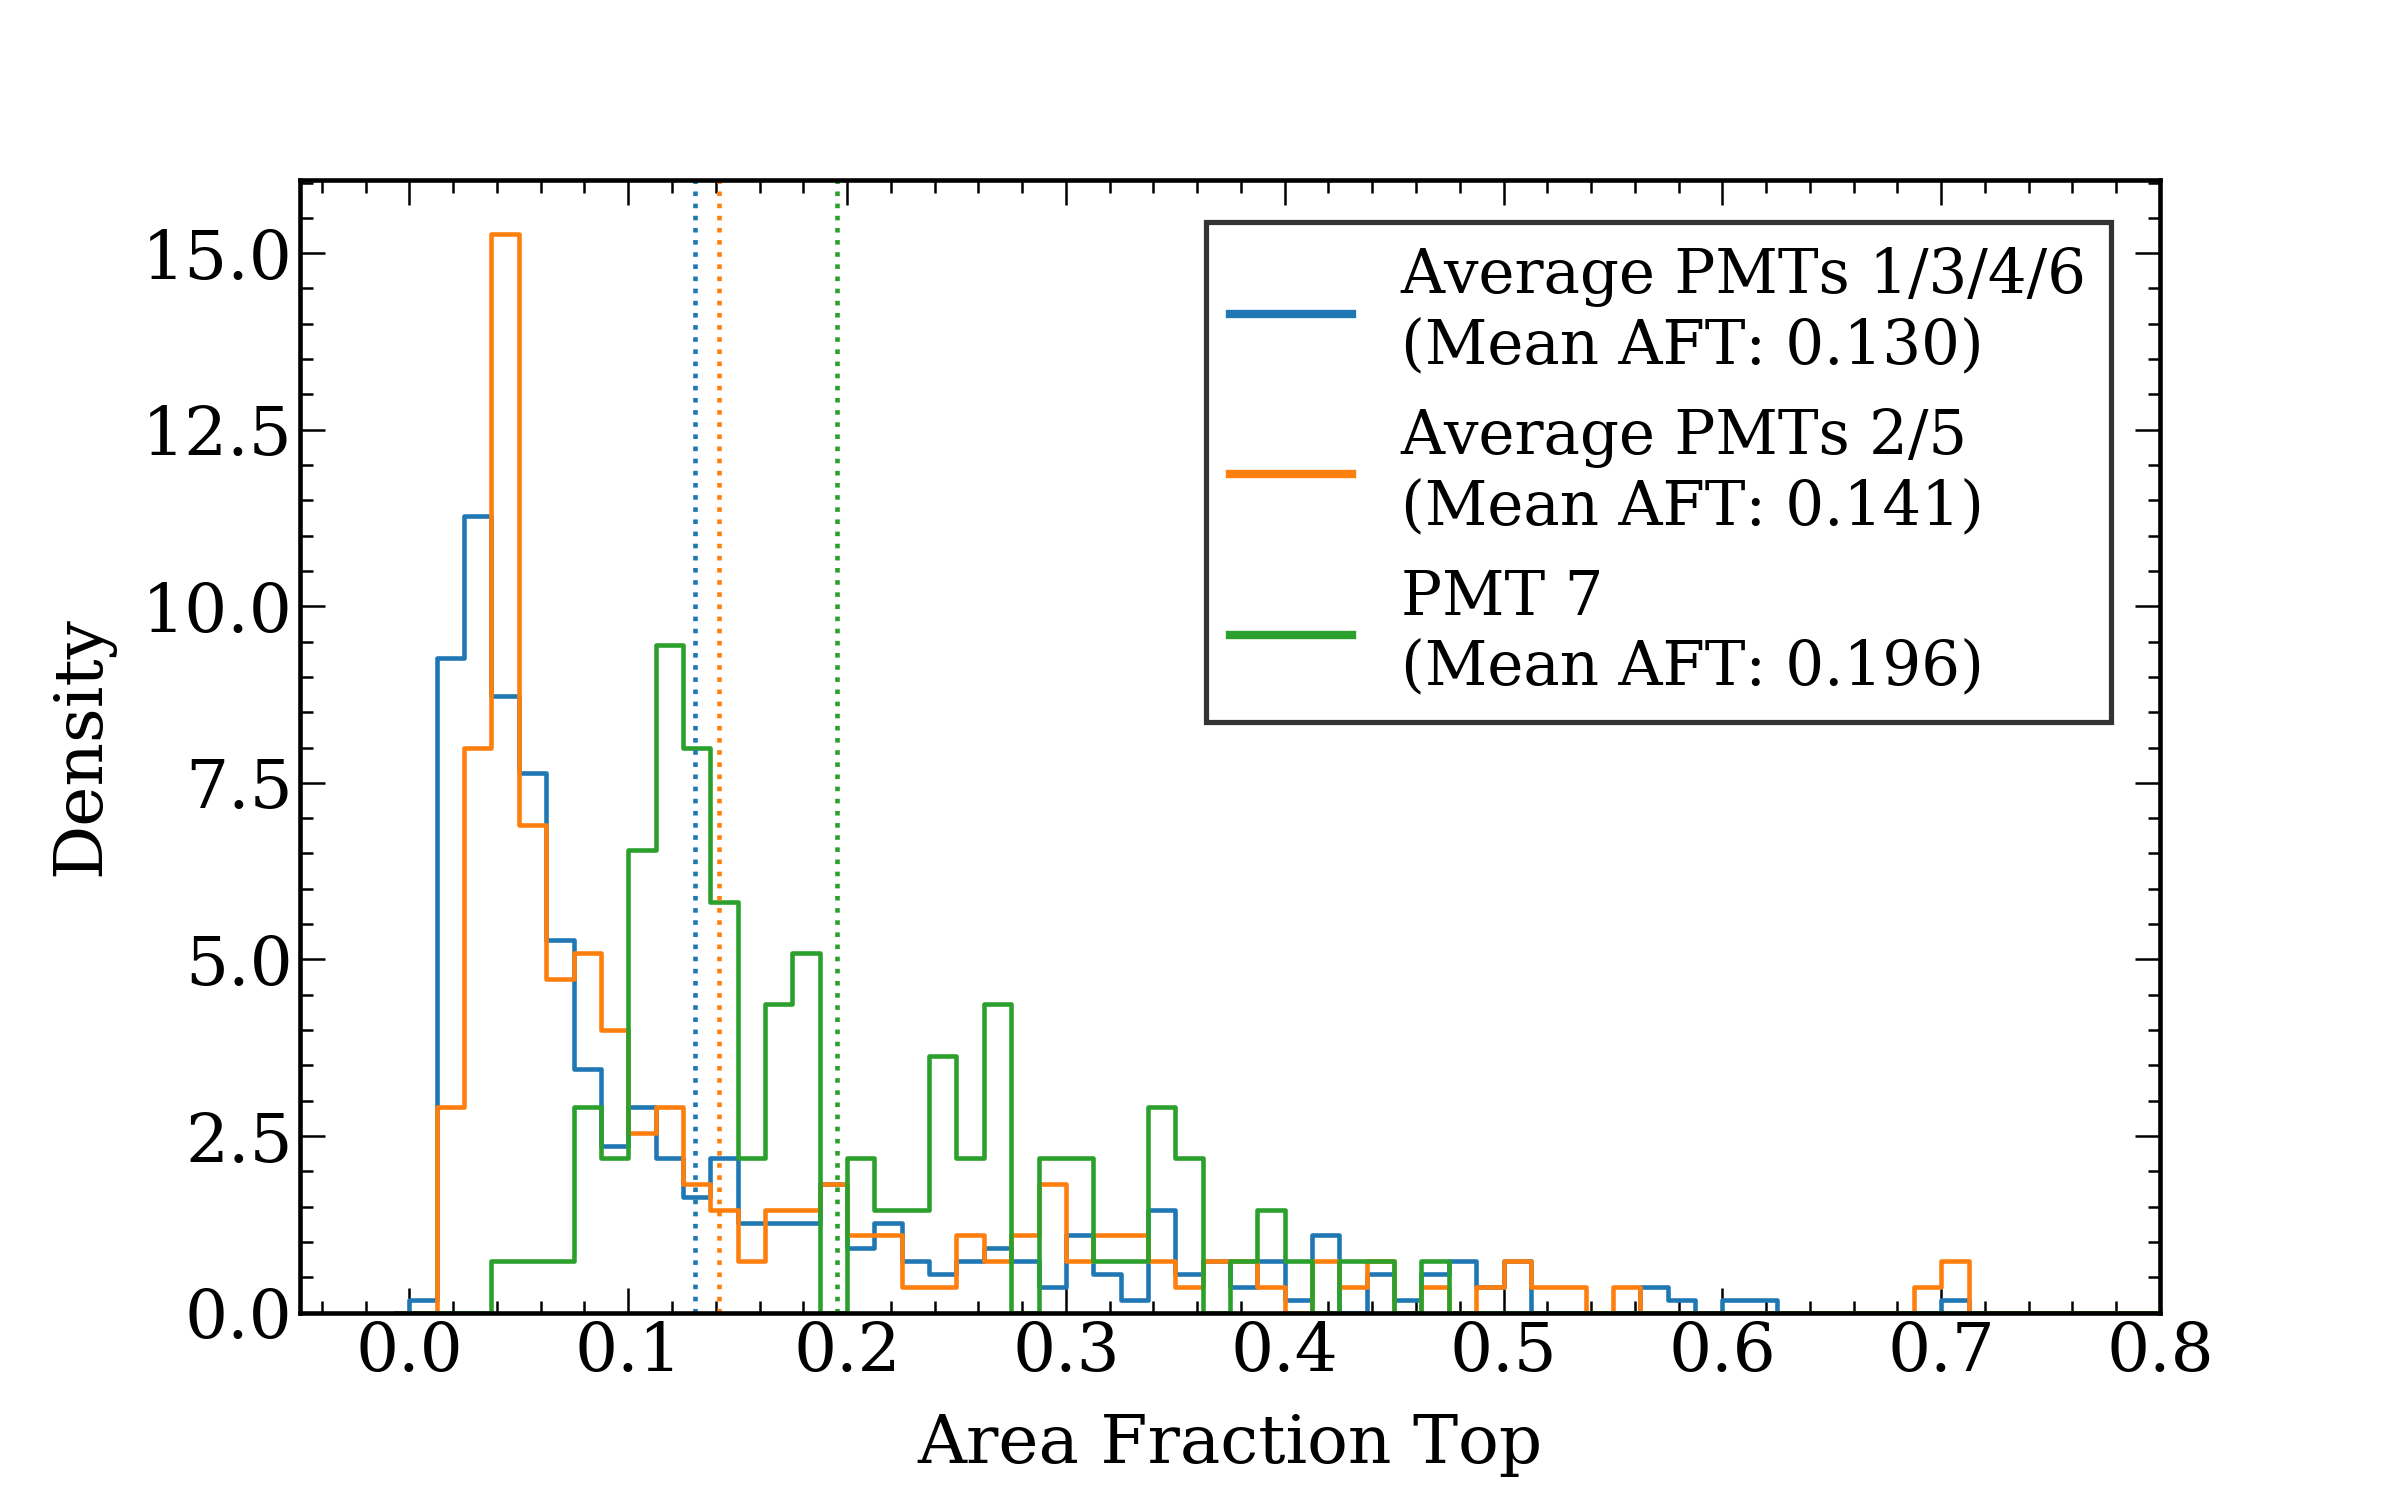 Average PMTs 1/3/4/6
(Mean AFT: 0.130)
Average PMTs 2/5
(Mean AFT: 0.141)
PMT 7
(Mean AFT: 0.196)
15.0
12.5
10.0
7.5
5.0
2.5
0.0
Density
0.0 0.1 0.2 0.3 0.4 0.5 0.6 0.7 0.8
Area Fraction Top